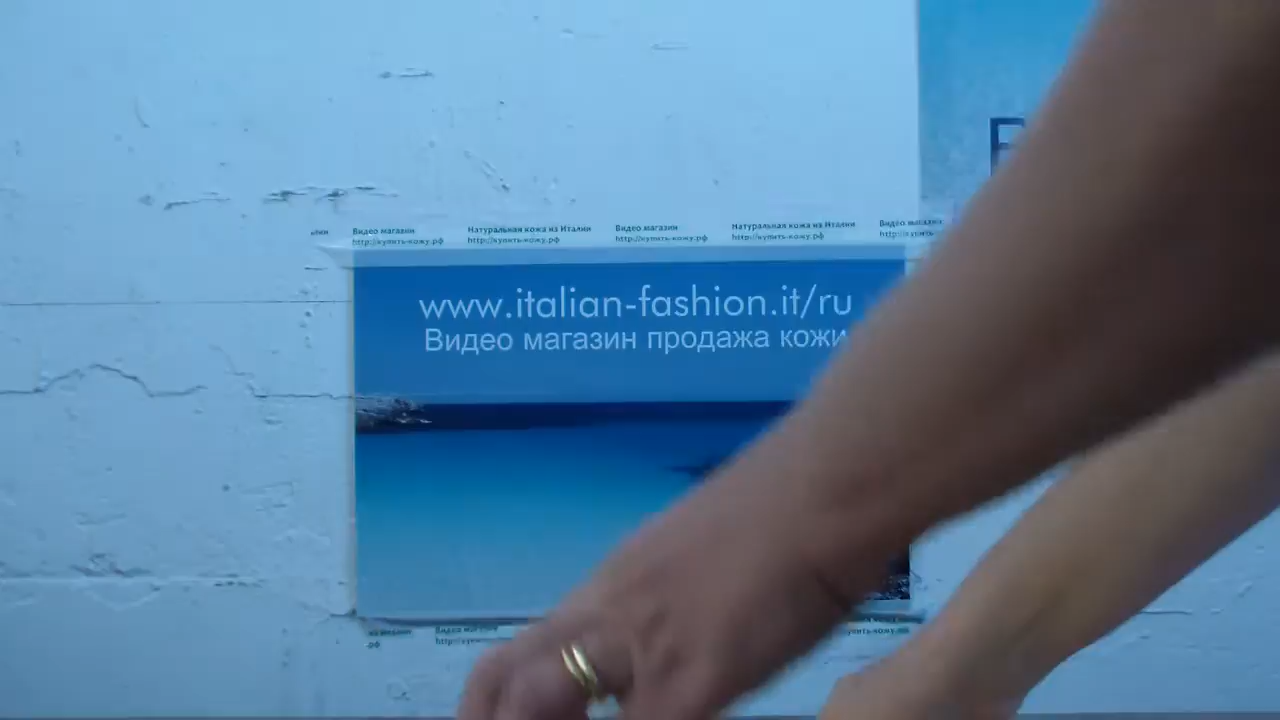 Видео магазин
http://купить-кожу.рф
Натуральная кожа из Италии
http://купить-кожу.рф
Видео магазин
http://купить-кожу.рф
Натуральная кожа из Италии
http://купить-кожу.рф
Видео магазин
www.italian-fashion.it/ru
Видео магазин продажа кожи
Видео магазин